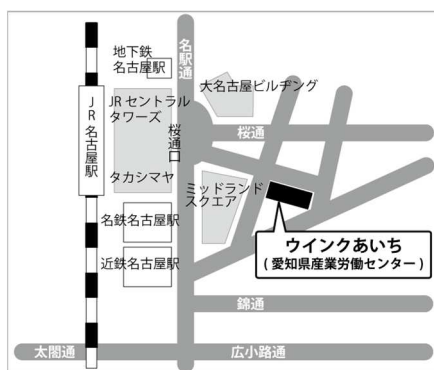 地下鉄
名古屋駅
名駅通
大名古屋ビルヂング
JR名古屋駅
JRセントラル
タワーズ
桜通口
桜通
タカシマヤ
ミッドランド
スクエア
名鉄名古屋駅
ウインクあいち
(愛知県産業労働センター)
近鉄名古屋駅
錦通
太閤通
広小路通